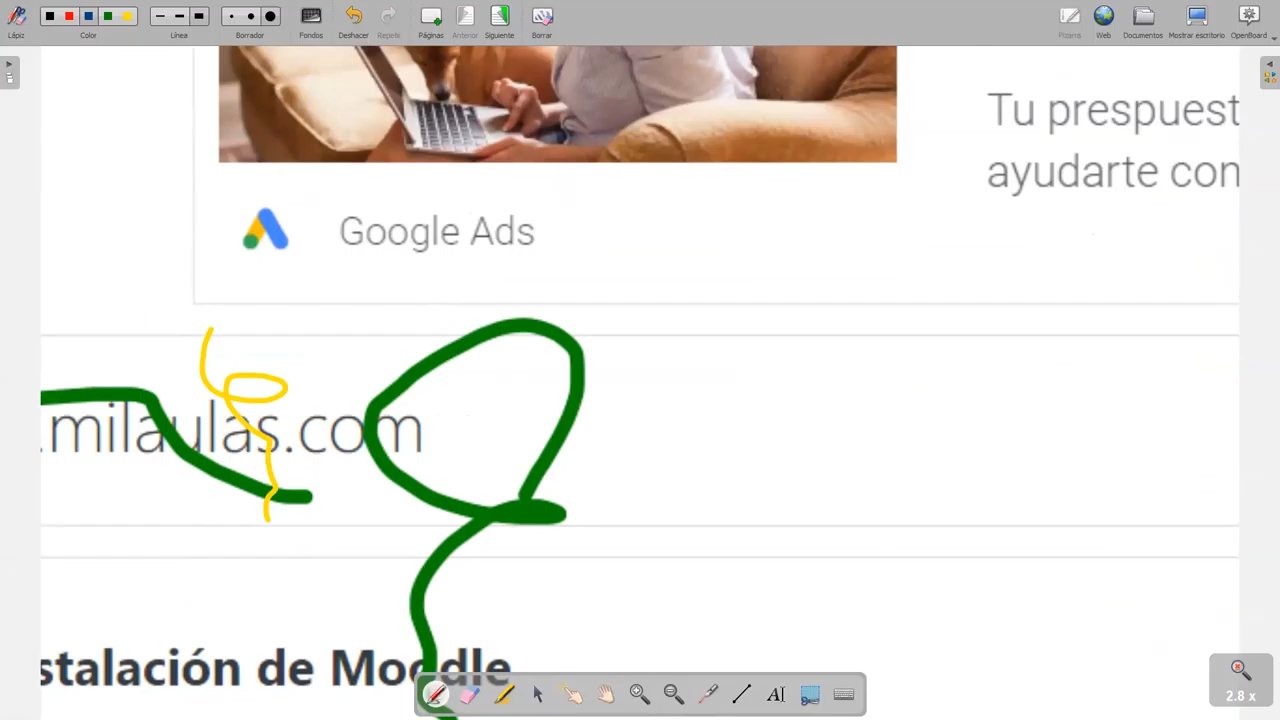 Lápiz
Color
Línea
Borrador
Fondos
Deshacer
Repetir
Páginas
Anterior
Siguiente
Borrar
Pizarra
Web
Documentos
Mostrar escritorio
OpenBoard
Tu prespuest
ayudarte con
Google Ads
.milaulas.com
stalación de Moodle
2.8 x